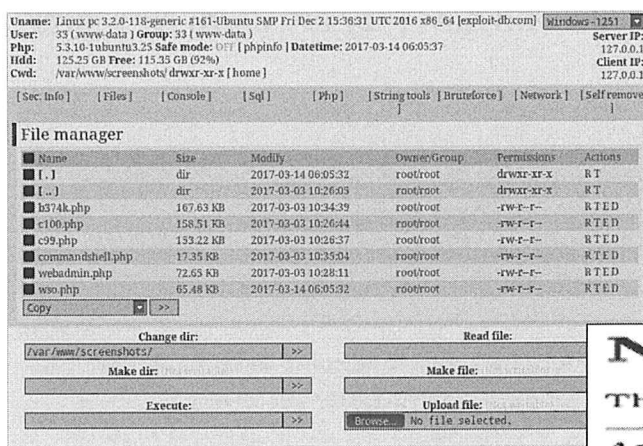 Uname: Linux pc 3.2.0-118-generic #161-Ubuntu SMP Fri Dec 2 15:36:31 UTC 2016 x86_64 [exploit-db.com] Windows-1251
User: 33 ( www-data ) Group: 33 ( www-data ) Server IP:
Php: 5.3.10-1ubuntu3.25 Safe mode: OFF [ phpinfo ] Datetime: 2017-03-14 06:05:37 127.0.0.1
Hdd: 125.25 GB Free: 115.35 GB (92%) Client IP:
Cwd: /var/www/screenshots/ drwxr-xr-x [ home ] 127.0.0.1
[ Sec. Info ] [ Files ] [ Console ] [ Sql ] [ Php ] [ String tools ] [ Bruteforce ] [ Network ] [ Self remove ]
File manager
Name Size Modify Owner/Group Permissions Actions
[ . ] dir 2017-03-14 06:05:32 root/root drwxr-xr-x R T
[ .. ] dir 2017-03-03 10:26:05 root/root drwxr-xr-x R T
b374k.php 167.63 KB 2017-03-03 10:34:39 root/root -rw-r--r-- R T E D
c100.php 158.51 KB 2017-03-03 10:26:44 root/root -rw-r--r-- R T E D
c99.php 153.22 KB 2017-03-03 10:26:37 root/root -rw-r--r-- R T E D
commandshell.php 17.35 KB 2017-03-03 10:35:04 root/root -rw-r--r-- R T E D
webadmin.php 72.65 KB 2017-03-03 10:28:11 root/root -rw-r--r-- R T E D
wso.php 65.48 KB 2017-03-14 06:05:32 root/root -rw-r--r-- R T E D
Copy >>
Change dir: Read file:
/var/www/screenshots/ >>
Make dir: Make file:
>>
Execute: Upload file:
>> Browse... No file selected.